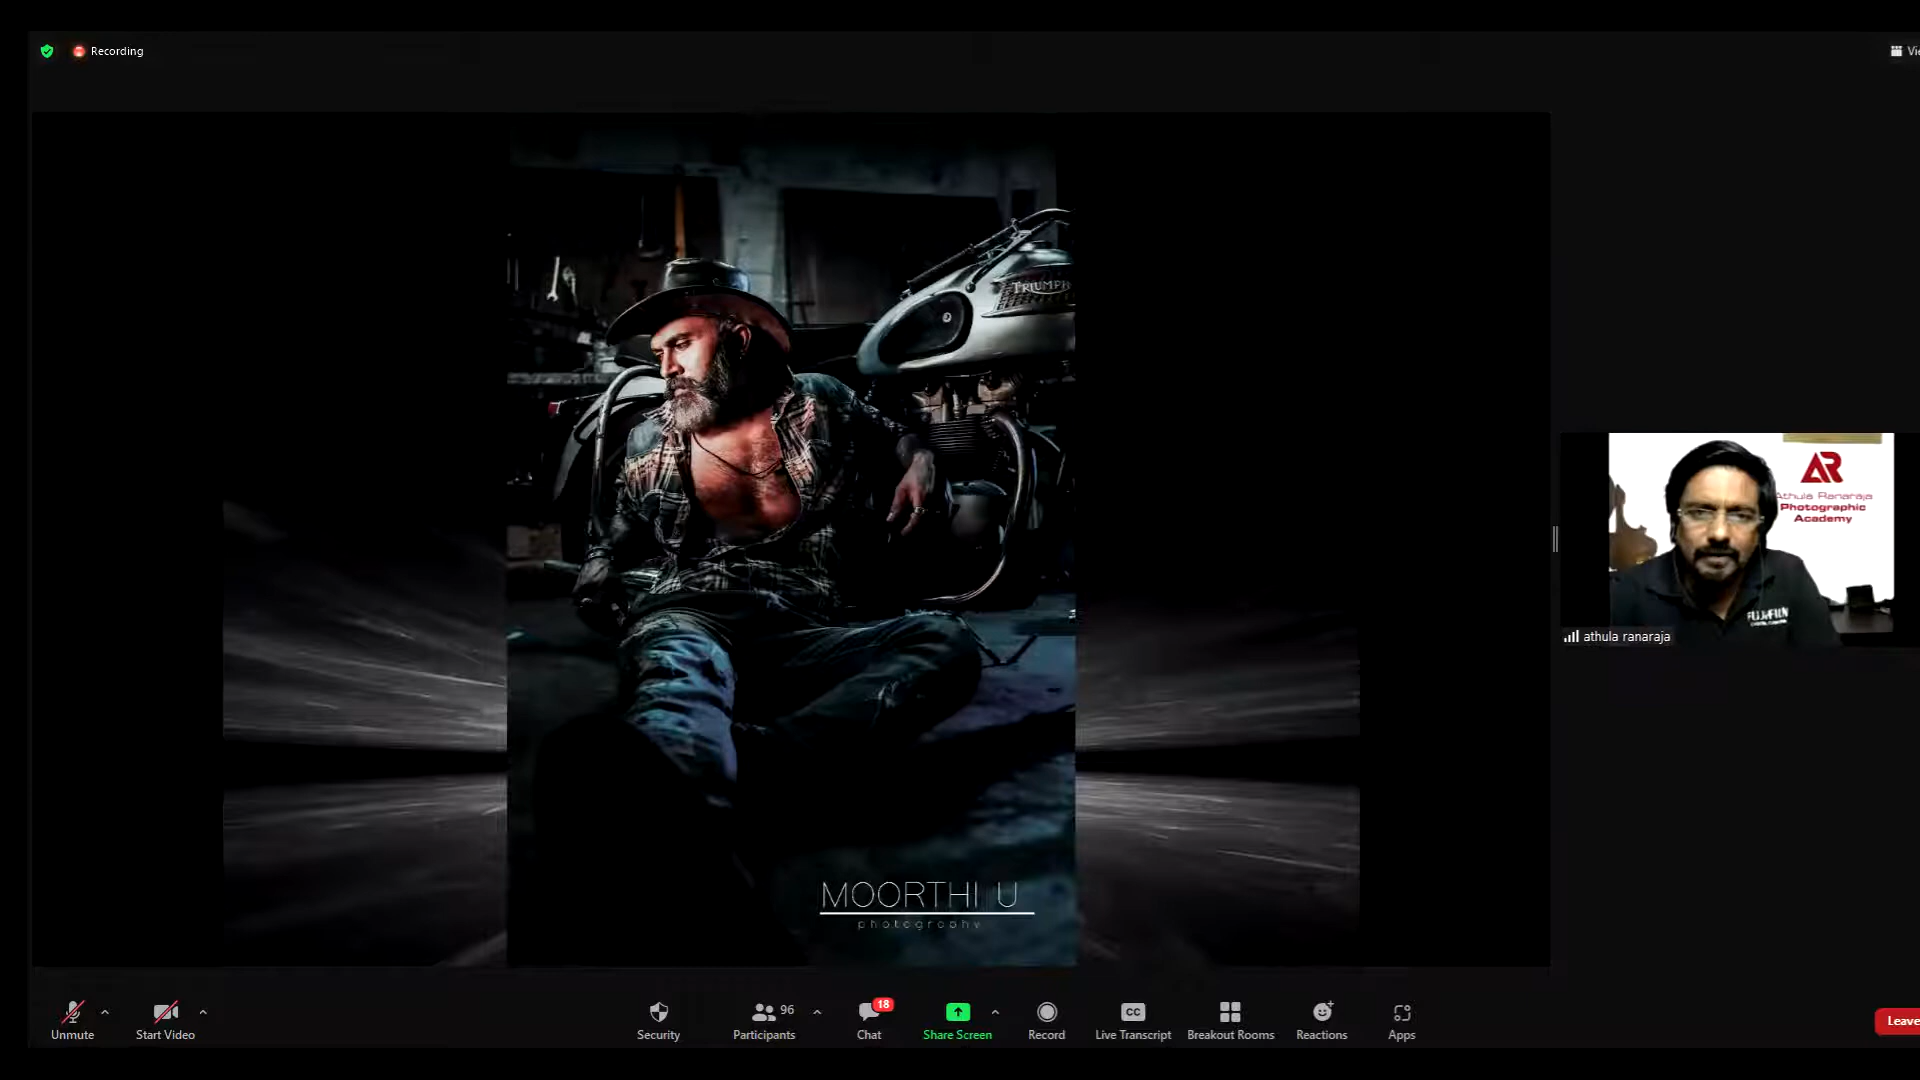 Recording
TRIUMPH
AR
Athula Ranaraja
Photographic
Academy
FUJIFILM
athula ranaraja
MOORTHI U
photography
18
96
CC
Unmute
Start Video
Security
Participants
Chat
Share Screen
Record
Live Transcript
Breakout Rooms
Reactions
Apps
Leave